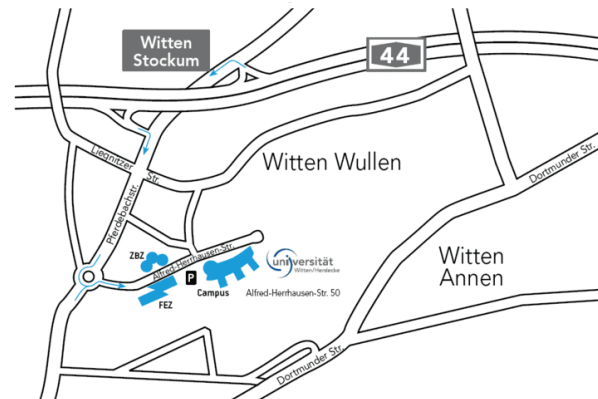 Witten
Stockum
44
Liegnitzer Str.
Witten Wullen
Dortmunder Str.
Pferdebachstr.
ZBZ
Alfred-Herrhausen-Str.
universität
Witten/Herdecke
Witten
Annen
P
FEZ
Campus
Alfred-Herrhausen-Str. 50
Dortmunder Str.